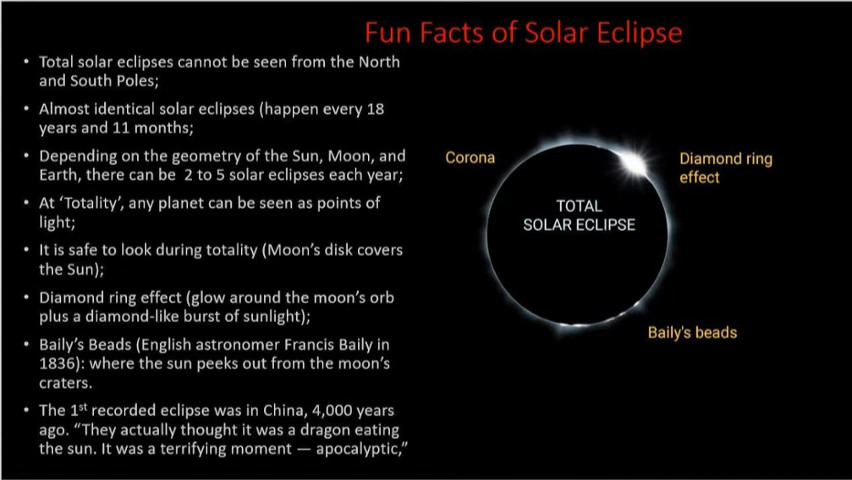 Fun Facts of Solar Eclipse
• Total solar eclipses cannot be seen from the North
and South Poles;
• Almost identical solar eclipses (happen every 18
years and 11 months;
• Depending on the geometry of the Sun, Moon, and
Earth, there can be  2 to 5 solar eclipses each year;
• At ‘Totality’, any planet can be seen as points of
light;
• It is safe to look during totality (Moon’s disk covers
the Sun);
• Diamond ring effect (glow around the moon’s orb
plus a diamond-like burst of sunlight);
• Baily’s Beads (English astronomer Francis Baily in
1836): where the sun peeks out from the moon’s
craters.
• The 1st recorded eclipse was in China, 4,000 years
ago. “They actually thought it was a dragon eating
the sun. It was a terrifying moment — apocalyptic,”
Corona
Diamond ring
effect
TOTAL
SOLAR ECLIPSE
Baily's beads